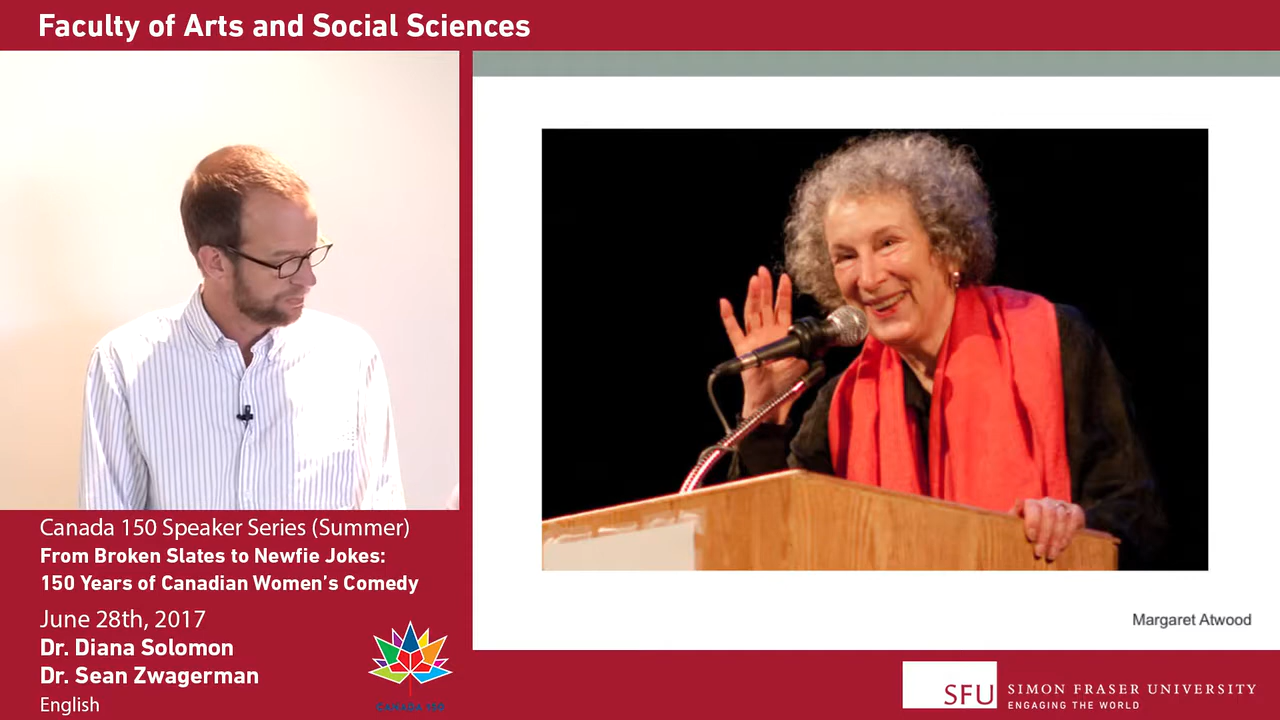 Faculty of Arts and Social Sciences
Canada 150 Speaker Series (Summer)
From Broken Slates to Newfie Jokes:
150 Years of Canadian Women's Comedy
June 28th, 2017
Dr. Diana Solomon
Dr. Sean Zwagerman
English
CANADA 150
Margaret Atwood
SFU
SIMON FRASER UNIVERSITY
ENGAGING THE WORLD